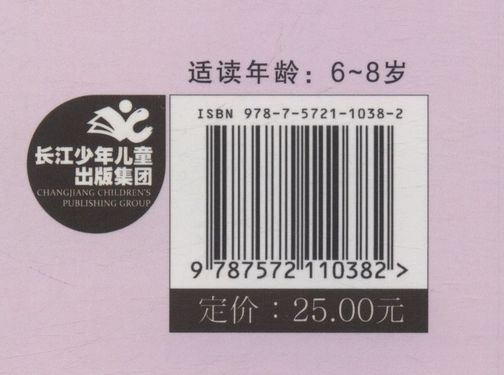 适读年龄：6~8岁
ISBN 978-7-5721-1038-2
长江少年儿童
出版集团
CHANGJIANG CHILDREN'S
PUBLISHING GROUP
9 787572 110382 >
定价：25.00元